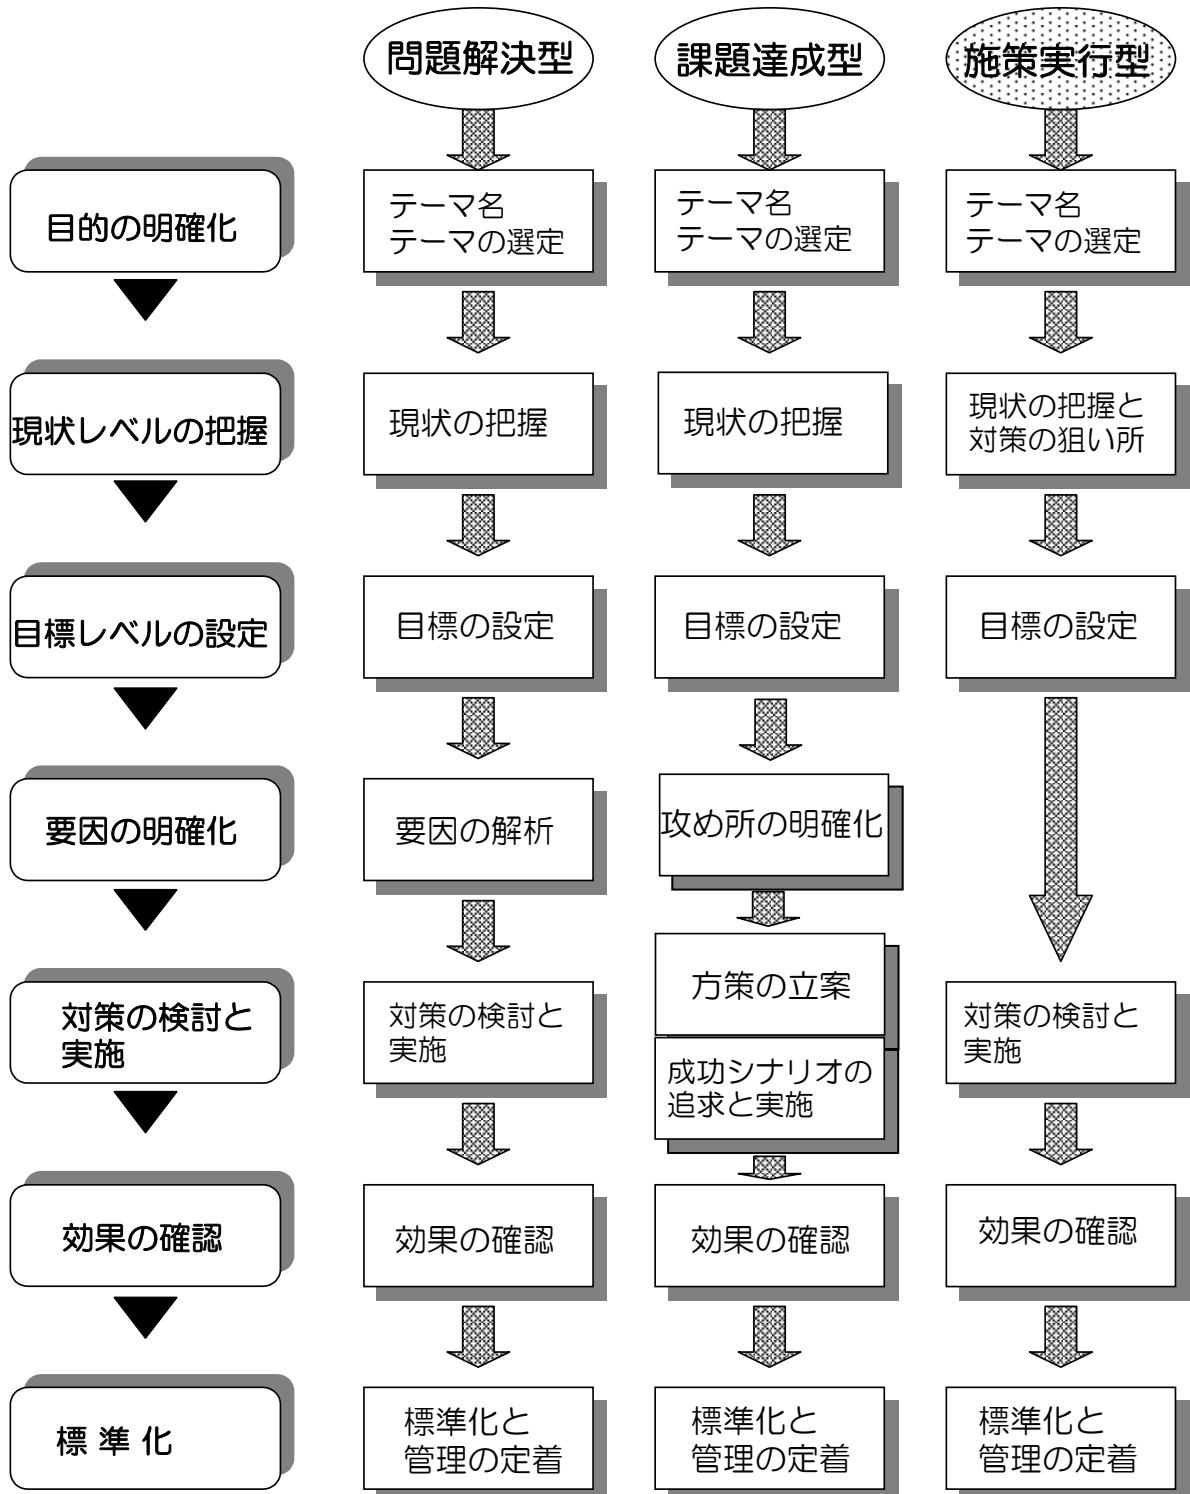 問題解決型
課題達成型
施策実行型
目的の明確化
テーマ名
テーマの選定
テーマ名
テーマの選定
テーマ名
テーマの選定
現状レベルの把握
現状の把握
現状の把握
現状の把握と
対策の狙い所
目標レベルの設定
目標の設定
目標の設定
目標の設定
要因の明確化
要因の解析
攻め所の明確化
対策の検討と
実施
対策の検討と
実施
方策の立案
成功シナリオの
追求と実施
対策の検討と
実施
効果の確認
効果の確認
効果の確認
効果の確認
標準化
標準化と
管理の定着
標準化と
管理の定着
標準化と
管理の定着